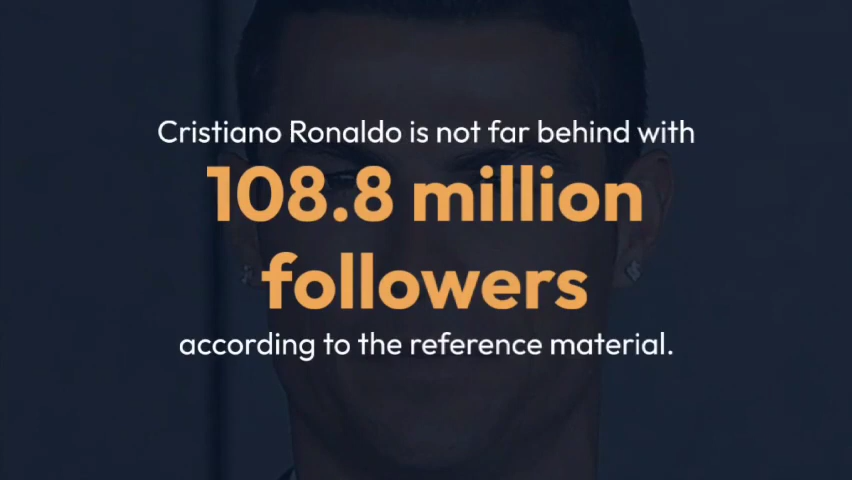 Cristiano Ronaldo is not far behind with
108.8 million
followers
according to the reference material.